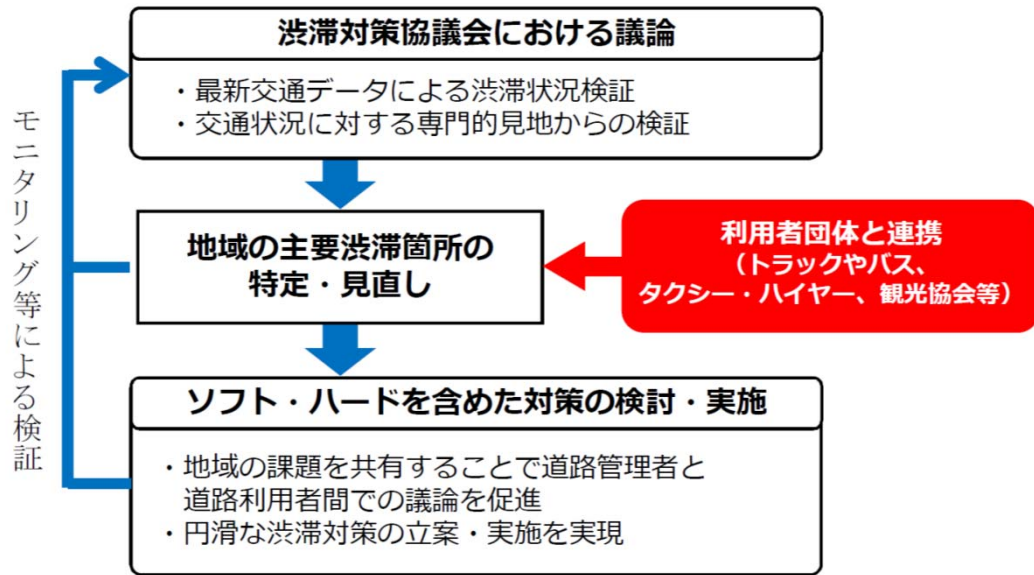 渋滞対策協議会における議論
・最新交通データによる渋滞状況検証
・交通状況に対する専門的見地からの検証
モニタリング等による検証
地域の主要渋滞箇所の
特定・見直し
利用者団体と連携
（トラックやバス、
タクシー・ハイヤー、観光協会等）
ソフト・ハードを含めた対策の検討・実施
・地域の課題を共有することで道路管理者と
道路利用者間での議論を促進
・円滑な渋滞対策の立案・実施を実現